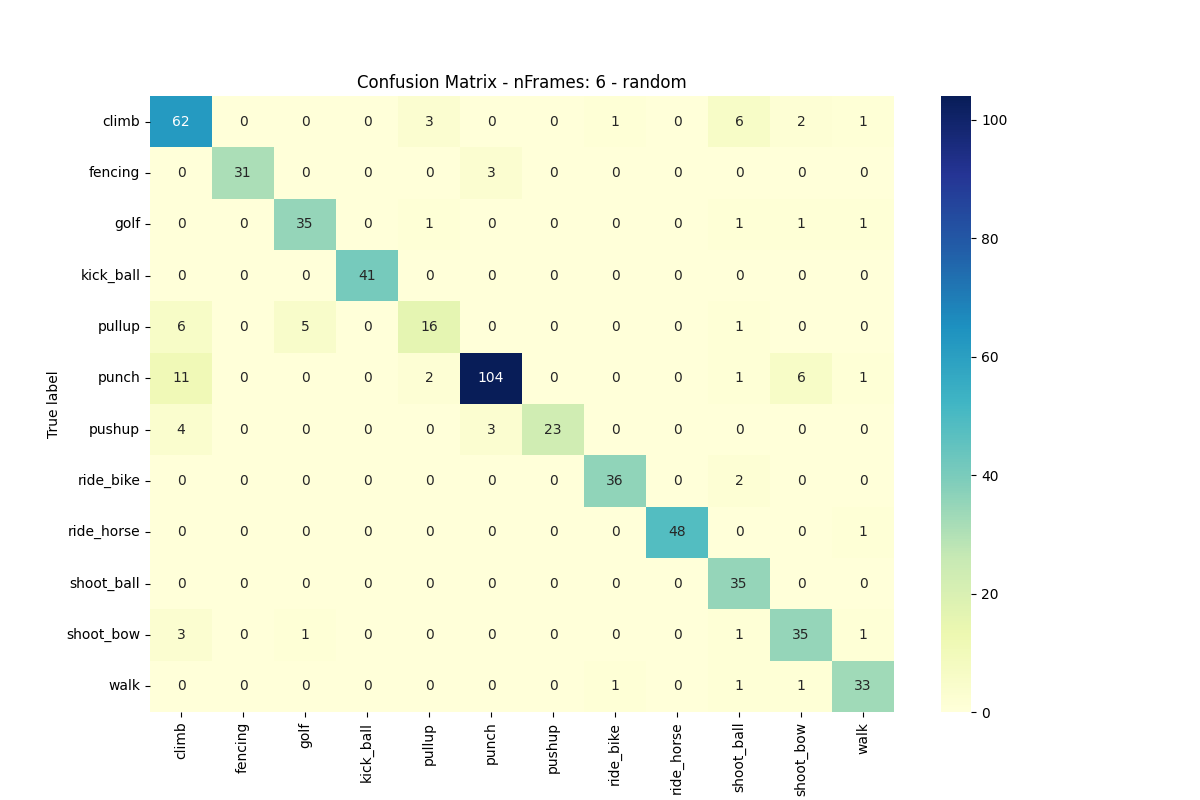 Confusion Matrix - nFrames: 6 - random
True label
climb 62 0 0 0 3 0 0 1 0 6 2 1
fencing 0 31 0 0 0 3 0 0 0 0 0 0
golf 0 0 35 0 1 0 0 0 0 1 1 1
kick_ball 0 0 0 41 0 0 0 0 0 0 0 0
pullup 6 0 5 0 16 0 0 0 0 1 0 0
punch 11 0 0 0 2 104 0 0 0 1 6 1
pushup 4 0 0 0 0 3 23 0 0 0 0 0
ride_bike 0 0 0 0 0 0 0 36 0 2 0 0
ride_horse 0 0 0 0 0 0 0 0 48 0 0 1
shoot_ball 0 0 0 0 0 0 0 0 0 35 0 0
shoot_bow 3 0 1 0 0 0 0 0 0 1 35 1
walk 0 0 0 0 0 0 0 1 0 1 1 33
climb fencing golf kick_ball pullup punch pushup ride_bike ride_horse shoot_ball shoot_bow walk
100
80
60
40
20
0